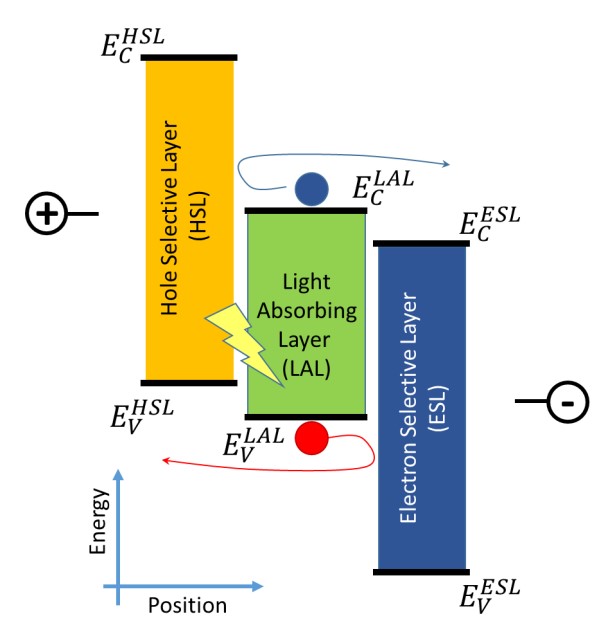 E_C^{HSL}
Hole Selective Layer
(HSL)
+
E_C^{LAL}
E_C^{ESL}
Light
Absorbing
Layer
(LAL)
Electron Selective Layer
(ESL)
-
E_V^{HSL}
E_V^{LAL}
E_V^{ESL}
Energy
Position